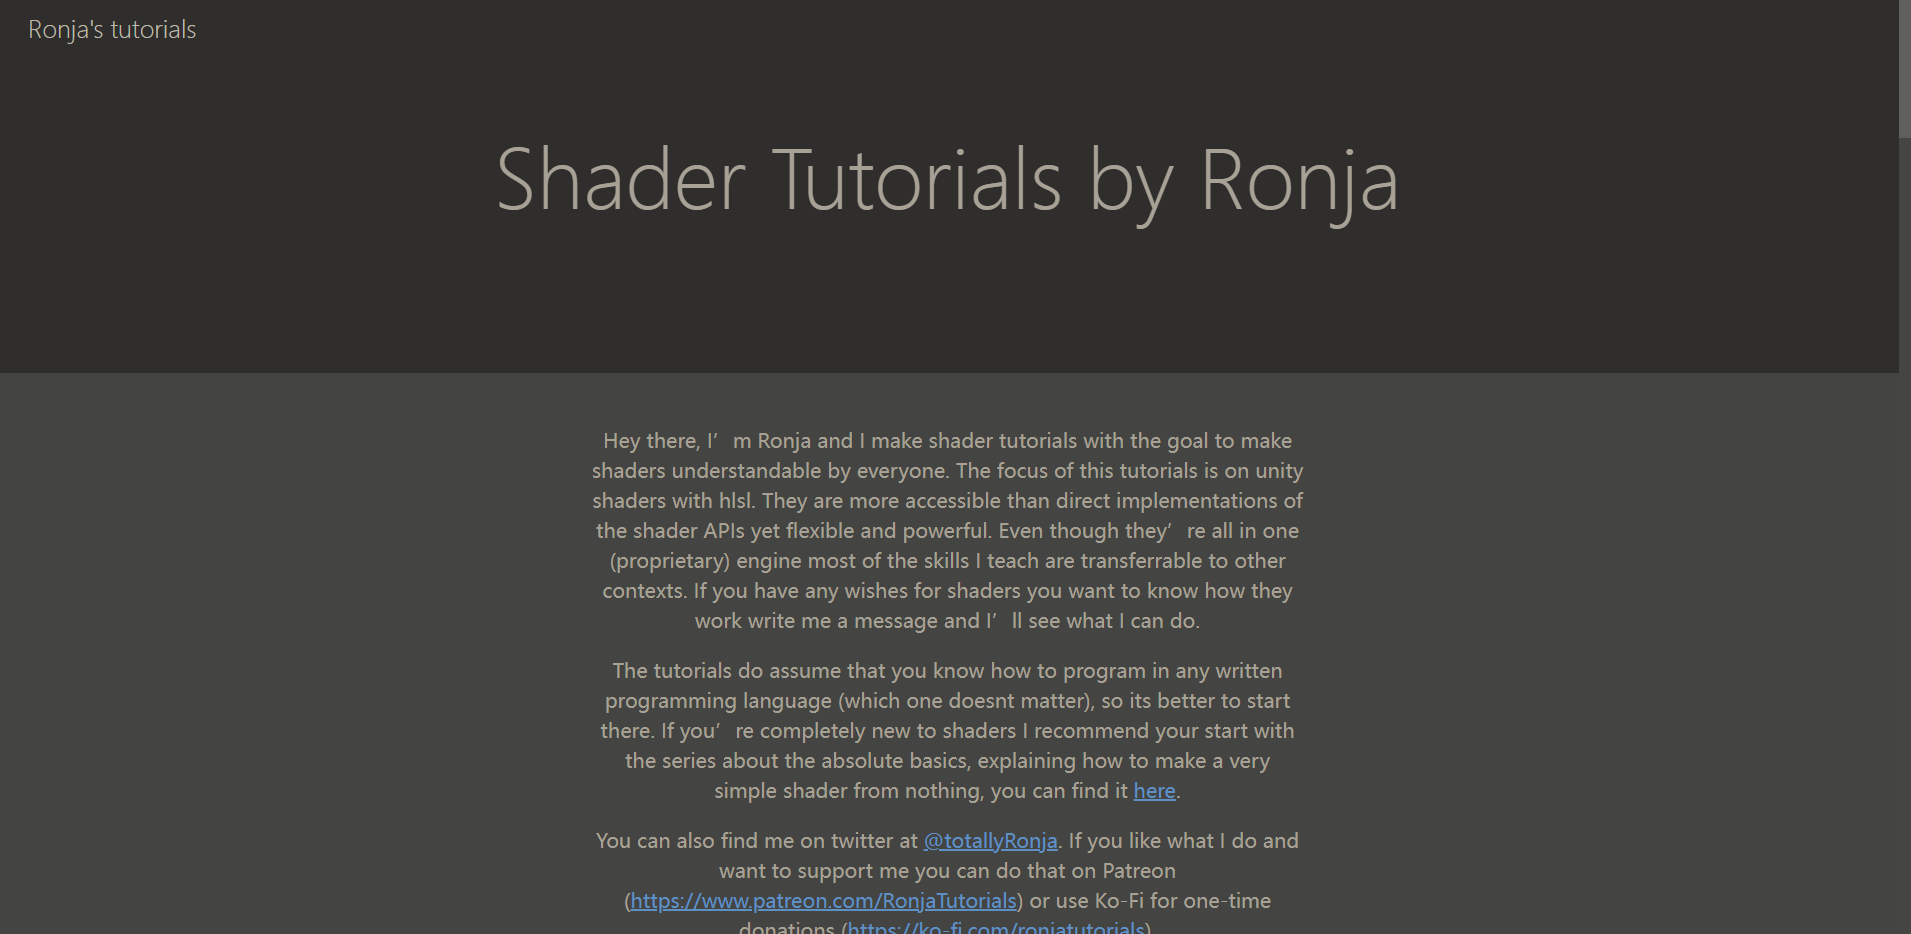 Ronja's tutorials
Shader Tutorials by Ronja
Hey there, I’m Ronja and I make shader tutorials with the goal to make
shaders understandable by everyone. The focus of this tutorials is on unity
shaders with hlsl. They are more accessible than direct implementations of
the shader APIs yet flexible and powerful. Even though they’re all in one
(proprietary) engine most of the skills I teach are transferrable to other
contexts. If you have any wishes for shaders you want to know how they
work write me a message and I’ll see what I can do.
The tutorials do assume that you know how to program in any written
programming language (which one doesnt matter), so its better to start
there. If you’re completely new to shaders I recommend your start with
the series about the absolute basics, explaining how to make a very
simple shader from nothing, you can find it here.
You can also find me on twitter at @totallyRonja. If you like what I do and
want to support me you can do that on Patreon
(https://www.patreon.com/RonjaTutorials) or use Ko-Fi for one-time
donations (https://ko-fi.com/ronjatutorials)